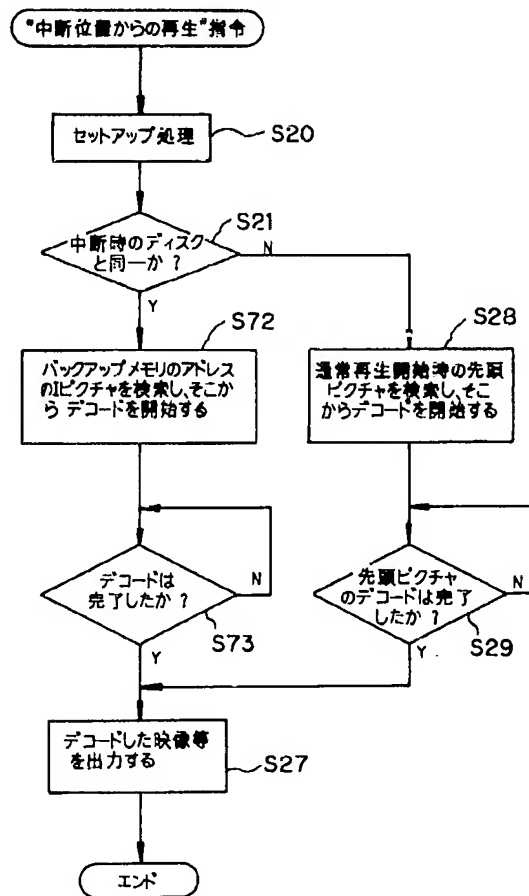 "中断位置からの再生"指令
セットアップ処理
S20
S21
中断時のディスク
と同一か?
N
Y
S72
バックアップメモリのアドレス
のIピクチャを検索し、そこ
から デコードを開始する
S28
通常再生開始時の先頭
ピクチャを検索し、そこ
からデコードを開始する
デコードは
完了したか?
N
S73
Y
先頭ピクチャ
のデコードは完了
したか?
N
S29
Y
デコードした映像等
を出力する
S27
エンド